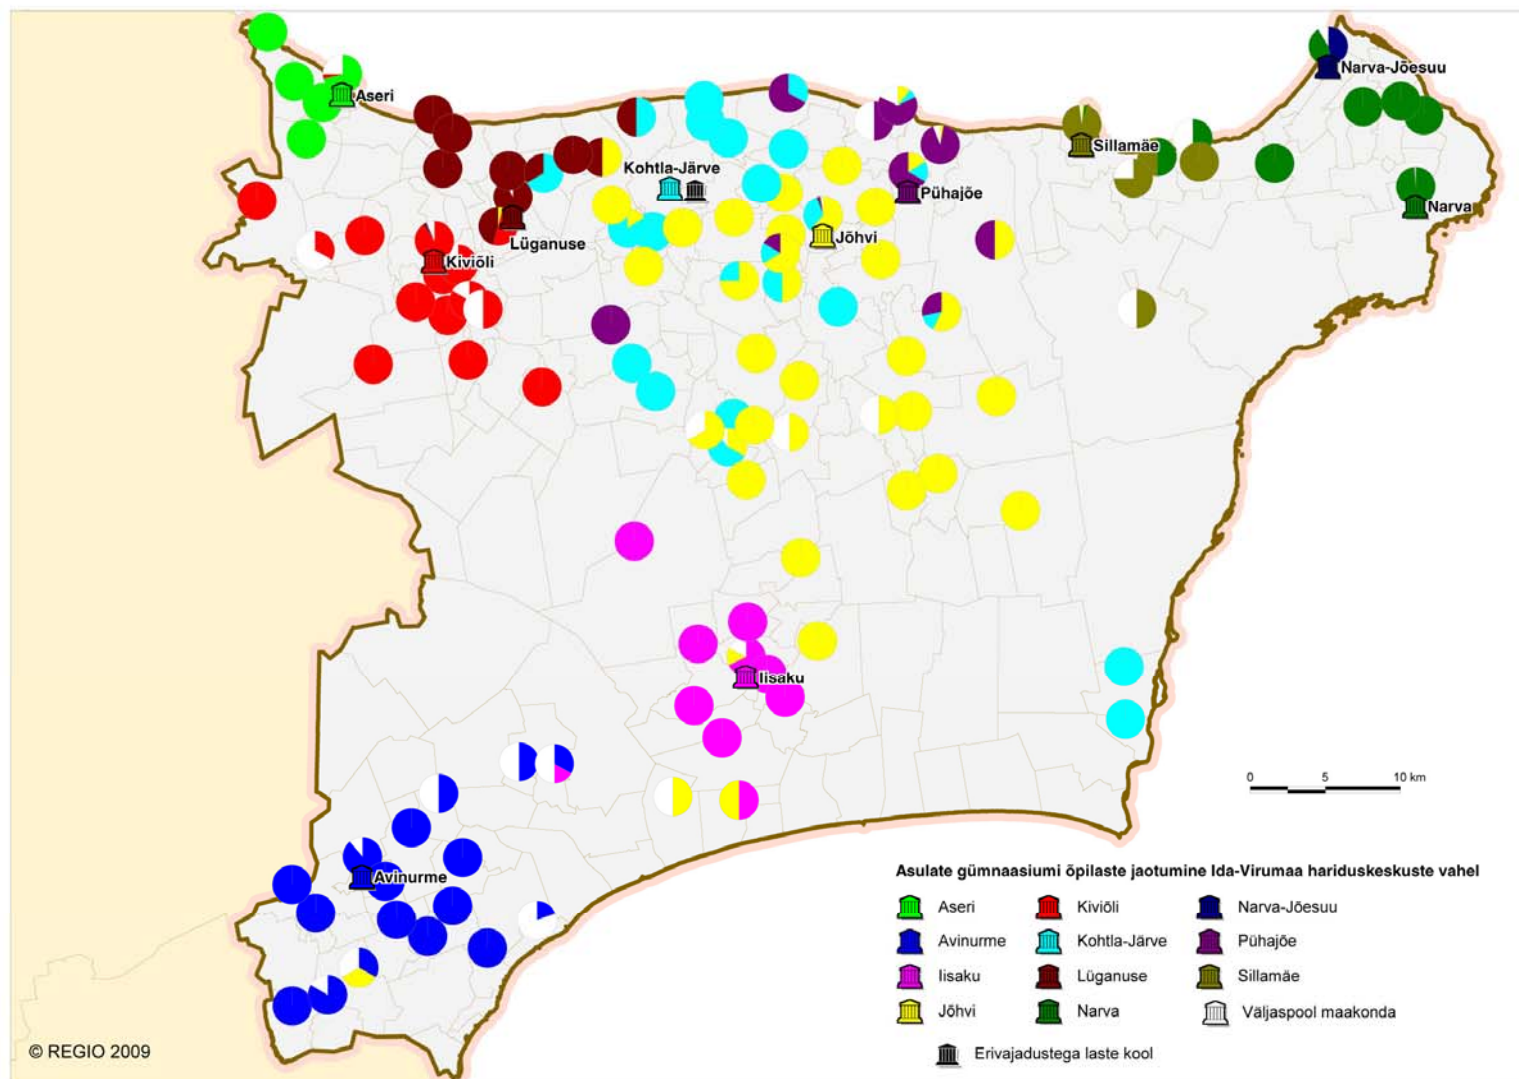 Aseri
Narva-Jõesuu
Sillamäe
Kohtla-Järve
Pühajõe
Narva
Lüganuse
Jõhvi
Kiviõli
Iisaku
Avinurme
0 5 10 km
Asulate gümnaasiumi õpilaste jaotumine Ida-Virumaa hariduskeskuste vahel
Aseri Kiviõli Narva-Jõesuu
Avinurme Kohtla-Järve Pühajõe
Iisaku Lüganuse Sillamäe
Jõhvi Narva Väljaspool maakonda
Erivajadustega laste kool
© REGIO 2009